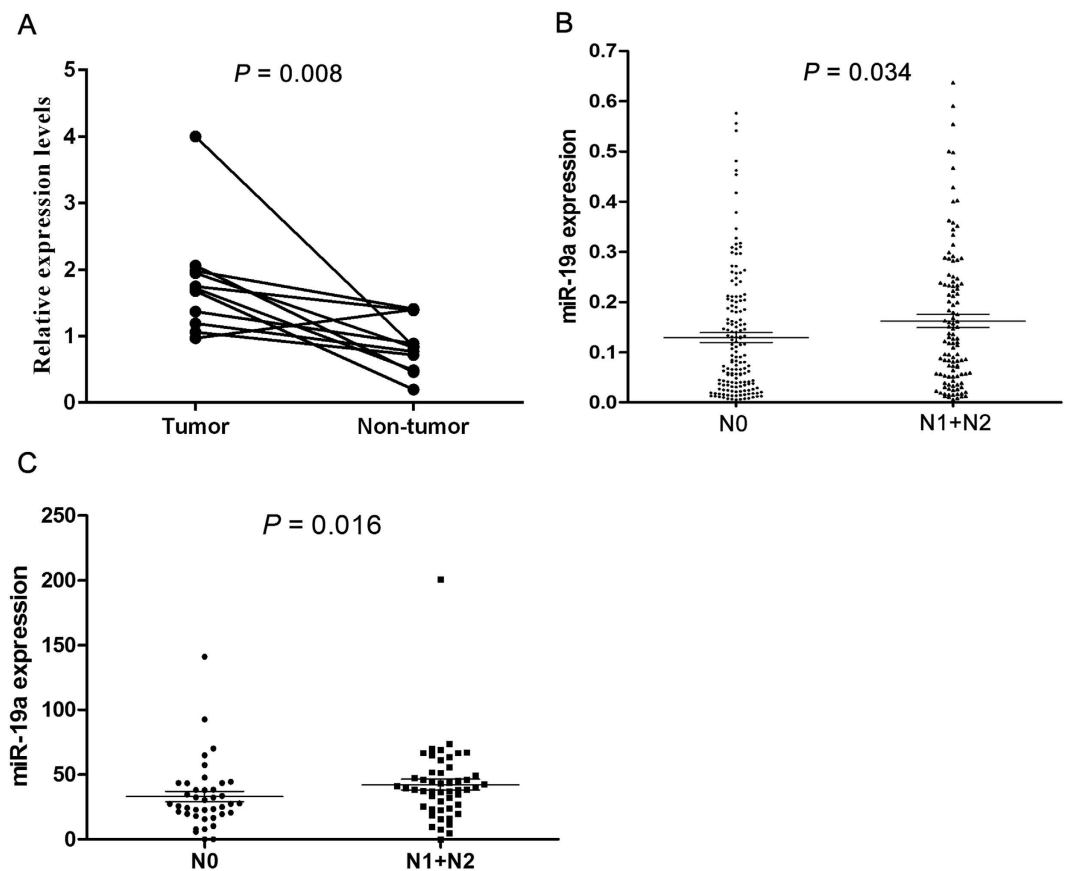 A
P = 0.008
Relative expression levels
5
4
3
2
1
0
Tumor
Non-tumor
B
P = 0.034
miR-19a expression
0.7
0.6
0.5
0.4
0.3
0.2
0.1
0.0
N0
N1+N2
C
P = 0.016
miR-19a expression
250
200
150
100
50
0
N0
N1+N2